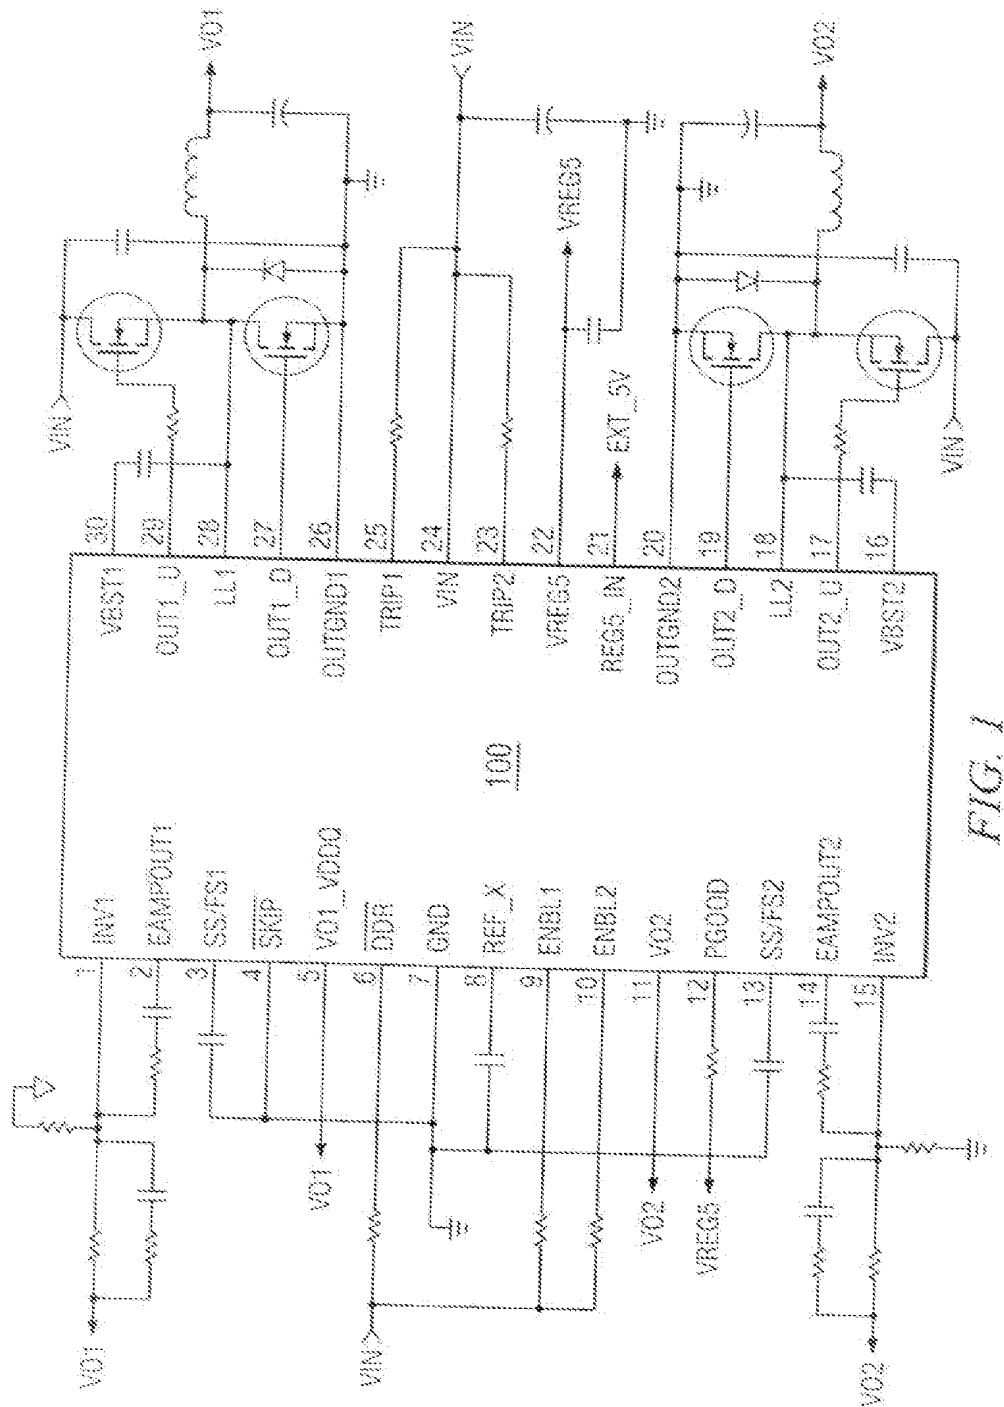 VO1
VIN
VO1
VO2
VREG5
VO2
1
2
3
4
5
6
7
8
9
10
11
12
13
14
15
INV1
EAMPOUT1
SS/FS1
SKIP
VO1_VDDQ
DDR
GND
REF_X
ENBL1
ENBL2
VO2
PGOOD
SS/FS2
EAMPOUT2
INV2
100
VBST1
OUT1_U
LL1
OUT1_D
OUTGND1
TRIP1
VIN
TRIP2
VREG5
REG5_IN
OUTGND2
OUT2_D
LL2
OUT2_U
VBST2
30
29
28
27
26
25
24
23
22
21
20
19
18
17
16
VIN
EXT_5V
VIN
VREG5
VO1
VIN
VO2
FIG. 1